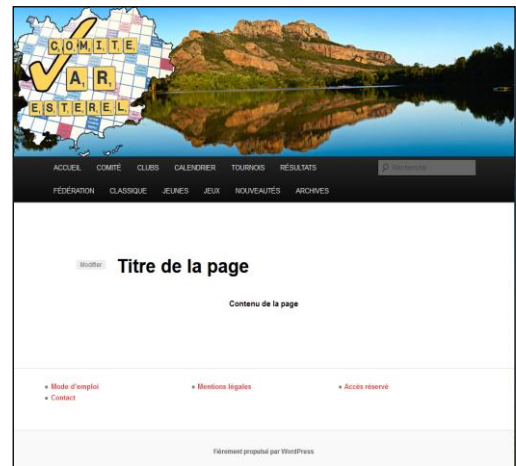 COMITE
VAR
ESTEREL
ACCUEIL COMITÉ CLUBS CALENDRIER TOURNOIS RÉSULTATS Recherche
FÉDÉRATION CLASSIQUE JEUNES JEUX NOUVEAUTÉS ARCHIVES
Modifier Titre de la page
Contenu de la page
Mode d'emploi Mentions légales Accès réservé
Contact
Fièrement propulsé par WordPress